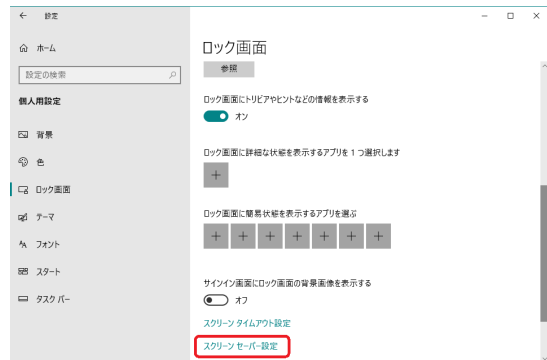 設定
ホーム
設定の検索
個人用設定
背景
色
ロック画面
テーマ
フォント
スタート
タスク バー
ロック画面
参照
ロック画面にトリビアやヒントなどの情報を表示する
オン
ロック画面に詳細な状態を表示するアプリを 1 つ選択します
ロック画面に簡易状態を表示するアプリを選ぶ
サインイン画面にロック画面の背景画像を表示する
オフ
スクリーン タイムアウト設定
スクリーン セーバー設定